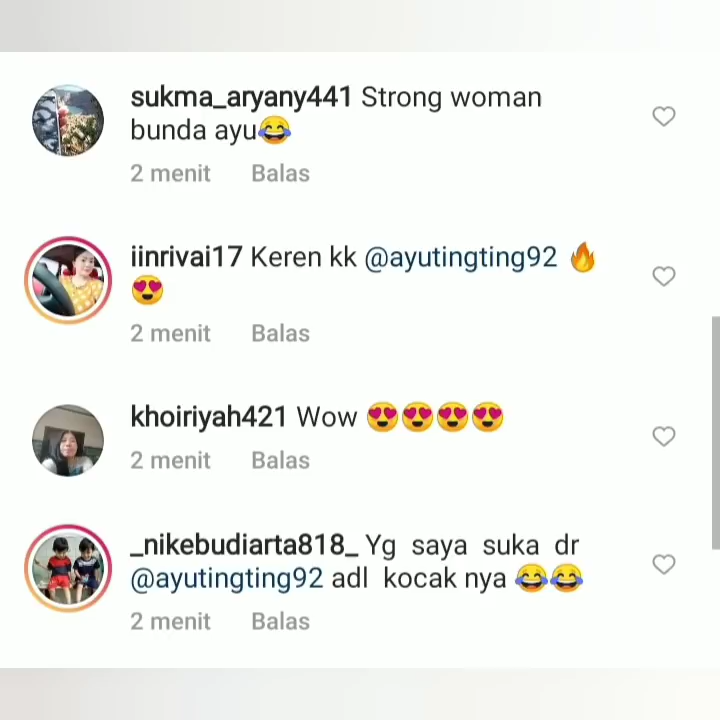 sukma_aryany441 Strong woman
bunda ayu😂
2 menit Balas
iinrivai17 Keren kk @ayutingting92 🔥
😍
2 menit Balas
khoiriyah421 Wow 😍😍😍😍
2 menit Balas
_nikebudiarta818_ Yg saya suka dr
@ayutingting92 adl kocak nya 😂😂
2 menit Balas